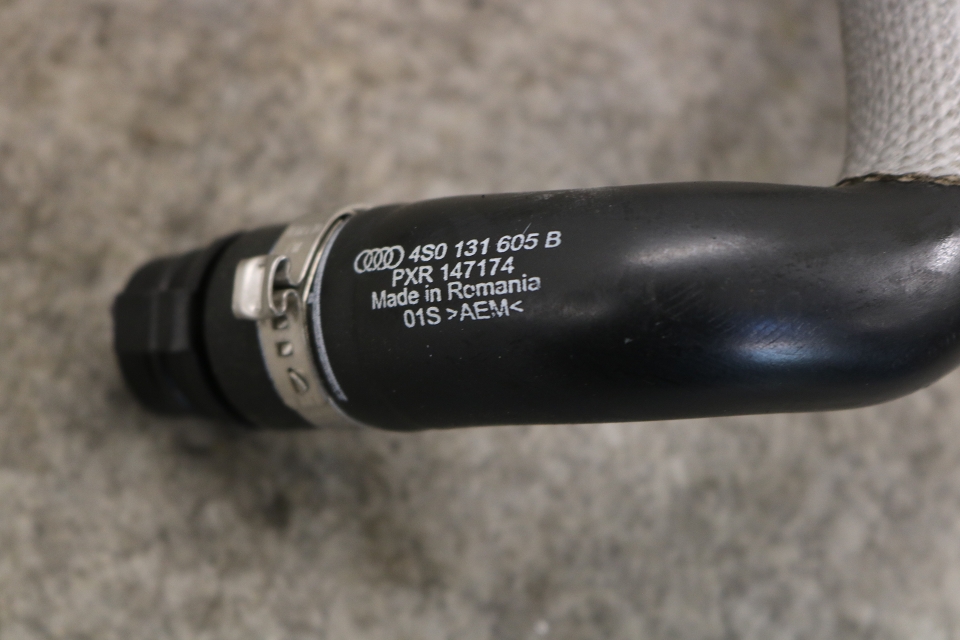 4S0 131 605 B
PXR 147174
Made in Romania
01S >AEM<